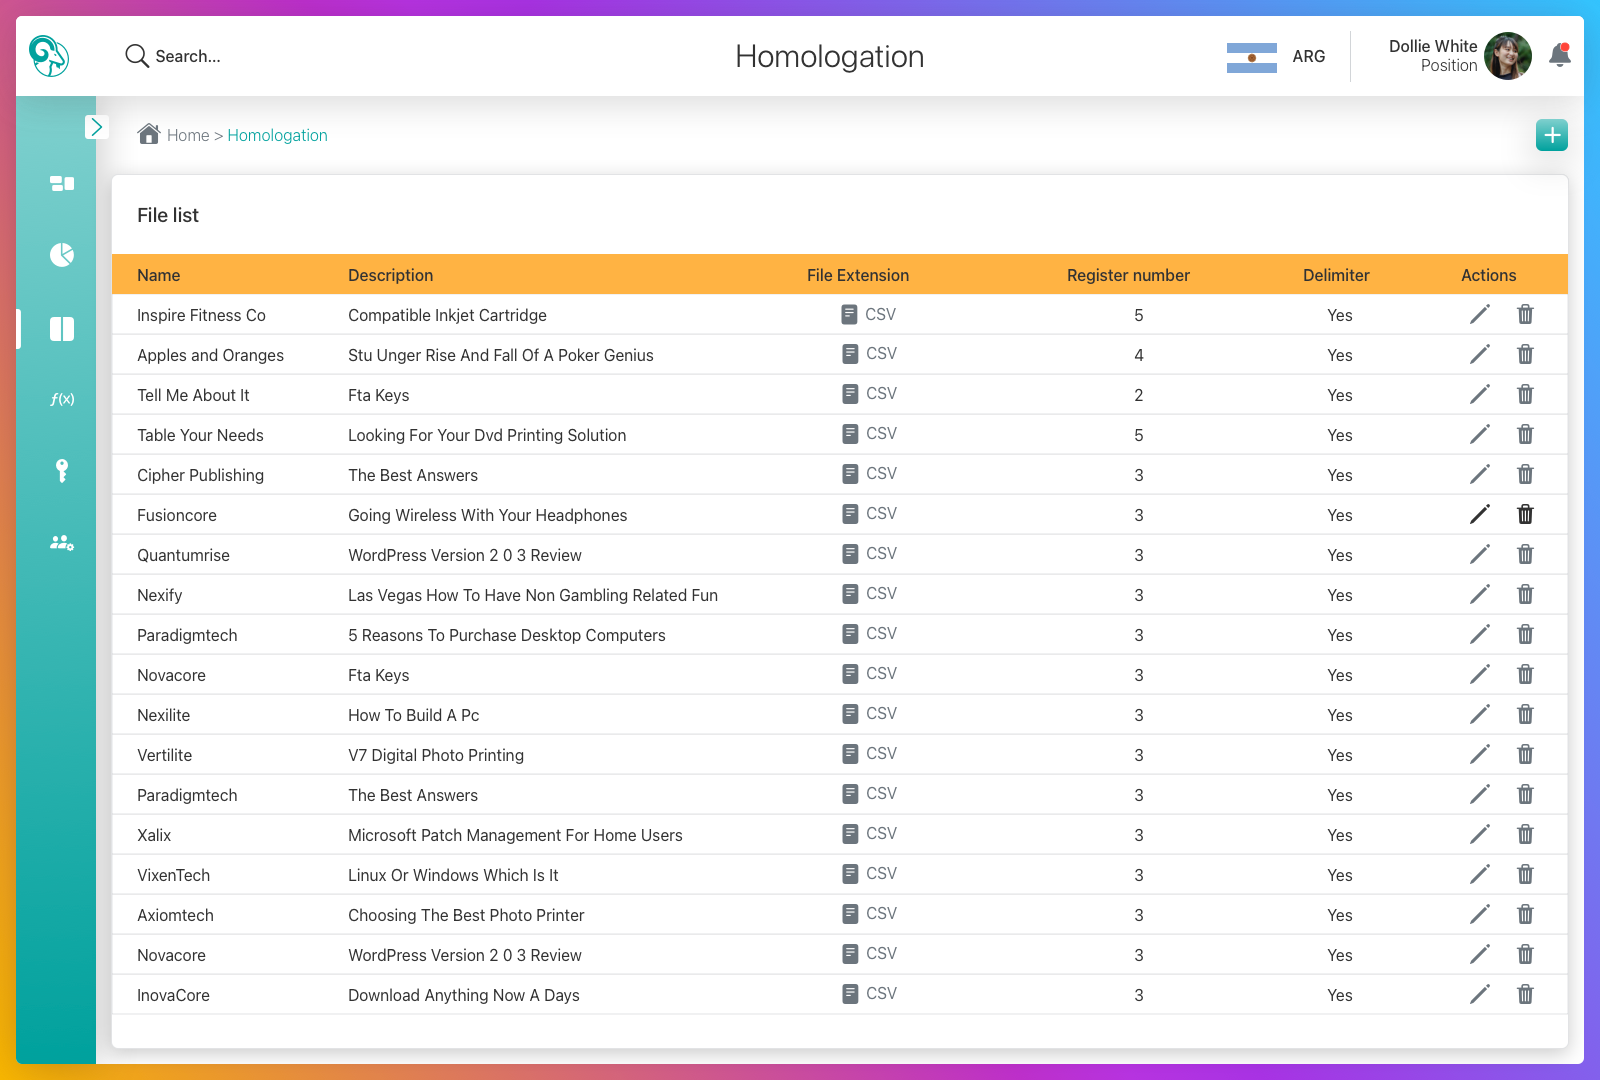 Search...
Homologation
ARG
Dollie White
Position
Home > Homologation
File list
Name Description File Extension Register number Delimiter Actions
Inspire Fitness Co Compatible Inkjet Cartridge CSV 5 Yes
Apples and Oranges Stu Unger Rise And Fall Of A Poker Genius CSV 4 Yes
Tell Me About It Fta Keys CSV 2 Yes
Table Your Needs Looking For Your Dvd Printing Solution CSV 5 Yes
Cipher Publishing The Best Answers CSV 3 Yes
Fusioncore Going Wireless With Your Headphones CSV 3 Yes
Quantumrise WordPress Version 2 0 3 Review CSV 3 Yes
Nexify Las Vegas How To Have Non Gambling Related Fun CSV 3 Yes
Paradigmtech 5 Reasons To Purchase Desktop Computers CSV 3 Yes
Novacore Fta Keys CSV 3 Yes
Nexilite How To Build A Pc CSV 3 Yes
Vertilite V7 Digital Photo Printing CSV 3 Yes
Paradigmtech The Best Answers CSV 3 Yes
Xalix Microsoft Patch Management For Home Users CSV 3 Yes
VixenTech Linux Or Windows Which Is It CSV 3 Yes
Axiomtech Choosing The Best Photo Printer CSV 3 Yes
Novacore WordPress Version 2 0 3 Review CSV 3 Yes
InovaCore Download Anything Now A Days CSV 3 Yes
f(x)